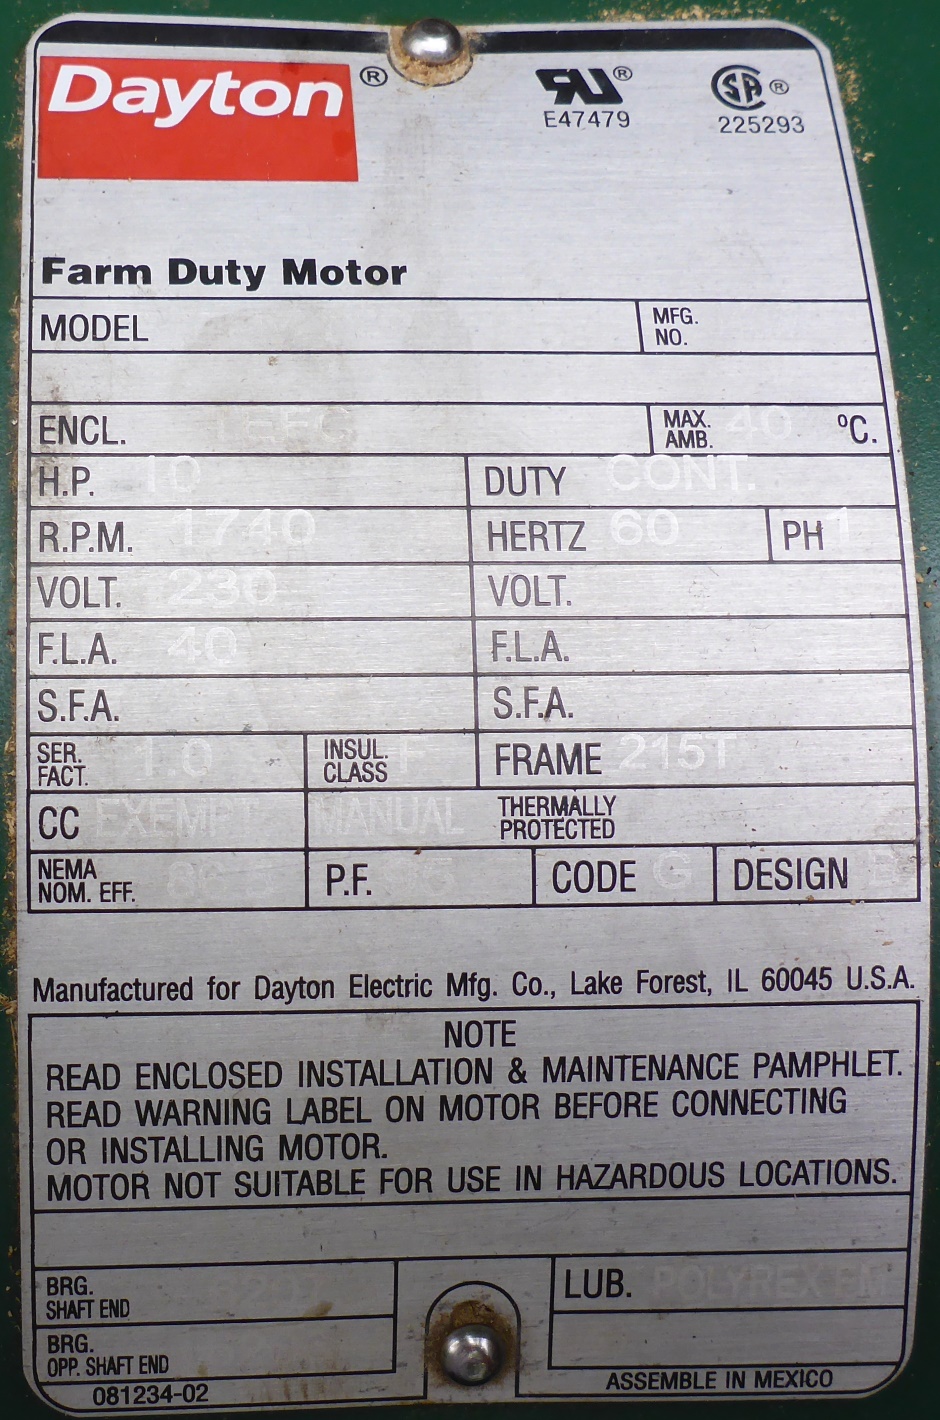 Dayton®
E47479
225293
Farm Duty Motor
MODEL
MFG. NO.
ENCL. TEFC
MAX. AMB. 40 °C.
H.P. 10
DUTY CONT.
R.P.M. 1740
HERTZ 60
PH 1
VOLT. 230
VOLT.
F.L.A. 40
F.L.A.
S.F.A.
S.F.A.
SER. FACT. 1.0
INSUL. CLASS F
FRAME 215T
CC EXEMPT
MANUAL THERMALLY PROTECTED
NEMA NOM. EFF.
P.F.
CODE G
DESIGN
Manufactured for Dayton Electric Mfg. Co., Lake Forest, IL 60045 U.S.A.
NOTE
READ ENCLOSED INSTALLATION & MAINTENANCE PAMPHLET.
READ WARNING LABEL ON MOTOR BEFORE CONNECTING
OR INSTALLING MOTOR.
MOTOR NOT SUITABLE FOR USE IN HAZARDOUS LOCATIONS.
BRG.
SHAFT END
LUB. POLYREX EM
BRG.
OPP. SHAFT END
081234-02
ASSEMBLE IN MEXICO